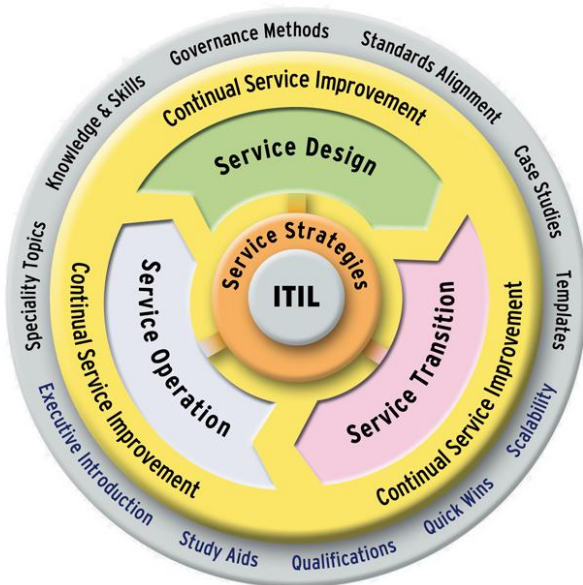 Governance Methods
Standards Alignment
Knowledge & Skills
Case Studies
Speciality Topics
Templates
Executive Introduction
Scalability
Study Aids
Qualifications
Quick Wins
Continual Service Improvement
Continual Service Improvement
Continual Service Improvement
Service Design
Service Operation
Service Transition
Service Strategies
ITIL